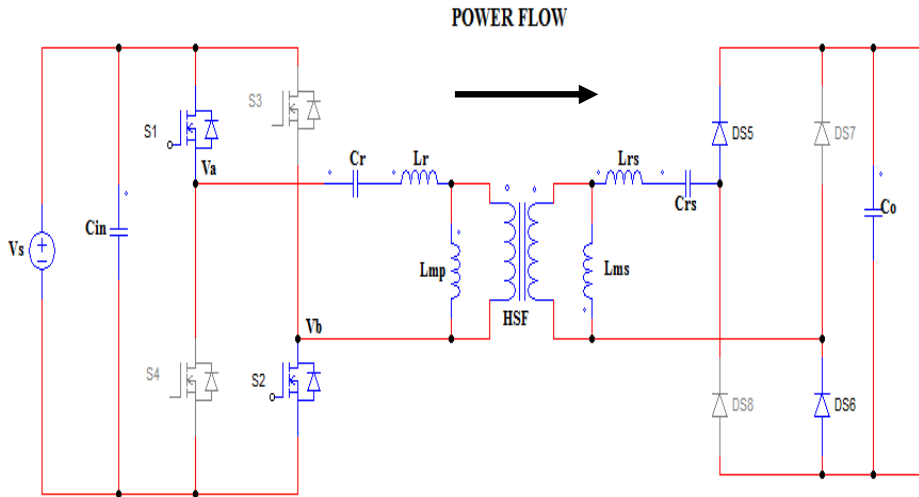 POWER FLOW
S3
S1
DS5
DS7
Va
Cr
Lr
Lrs
Crs
Co
Vs
Cin
Lmp
Lms
HSF
Vb
S4
S2
DS8
DS6